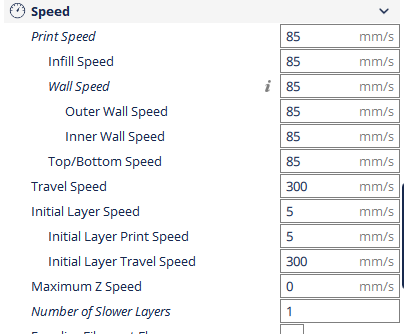 Speed
Print Speed 85 mm/s
Infill Speed 85 mm/s
Wall Speed i 85 mm/s
Outer Wall Speed 85 mm/s
Inner Wall Speed 85 mm/s
Top/Bottom Speed 85 mm/s
Travel Speed 300 mm/s
Initial Layer Speed 5 mm/s
Initial Layer Print Speed 5 mm/s
Initial Layer Travel Speed 300 mm/s
Maximum Z Speed 0 mm/s
Number of Slower Layers 1